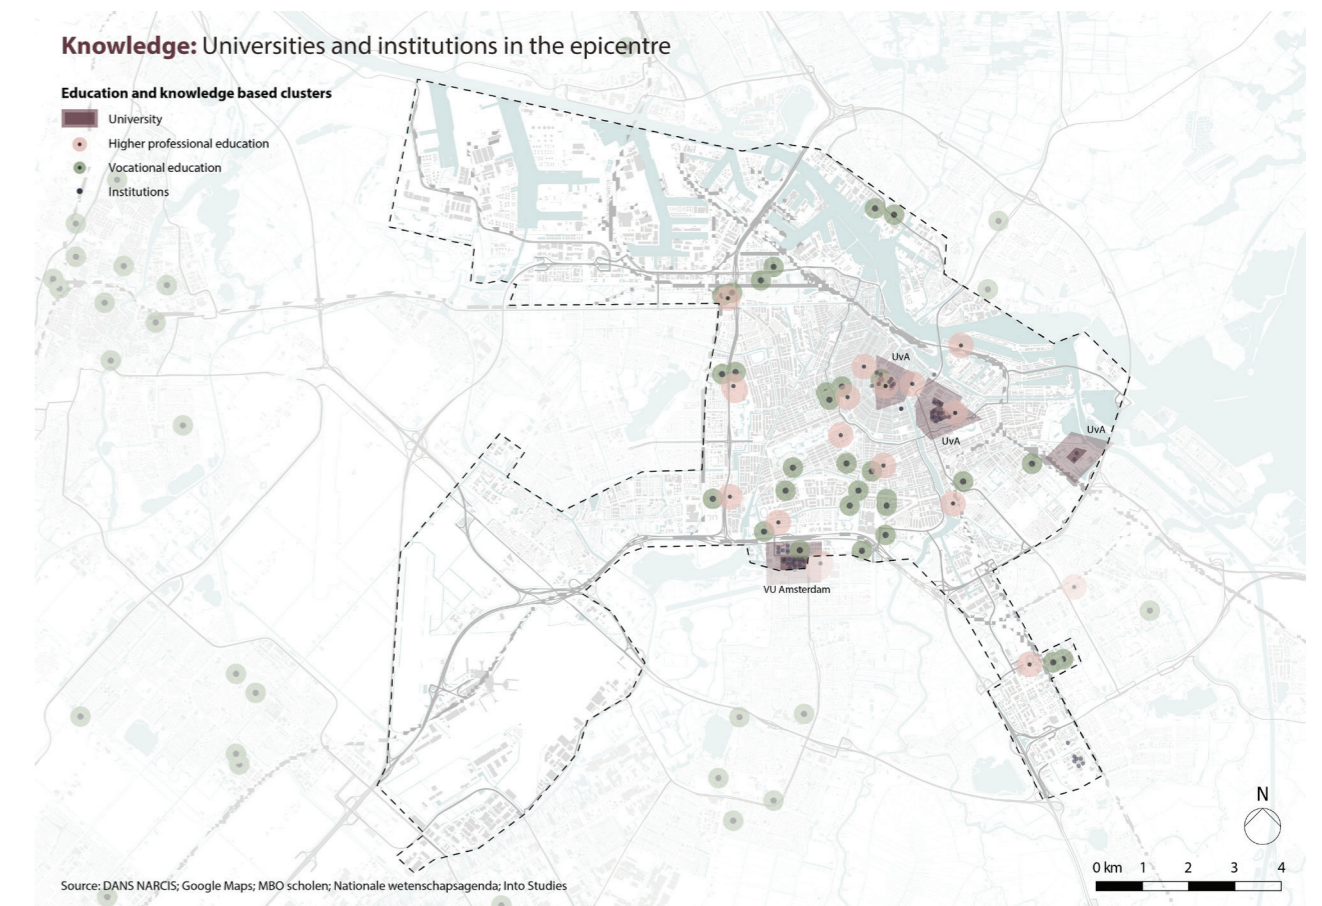 Knowledge: Universities and institutions in the epicentre
Education and knowledge based clusters
University
Higher professional education
Vocational education
Institutions
UvA
UvA
UvA
VU Amsterdam
N
0 km 1 2 3 4
Source: DANS NARCIS; Google Maps; MBO scholen; Nationale wetenschapsagenda; Into Studies